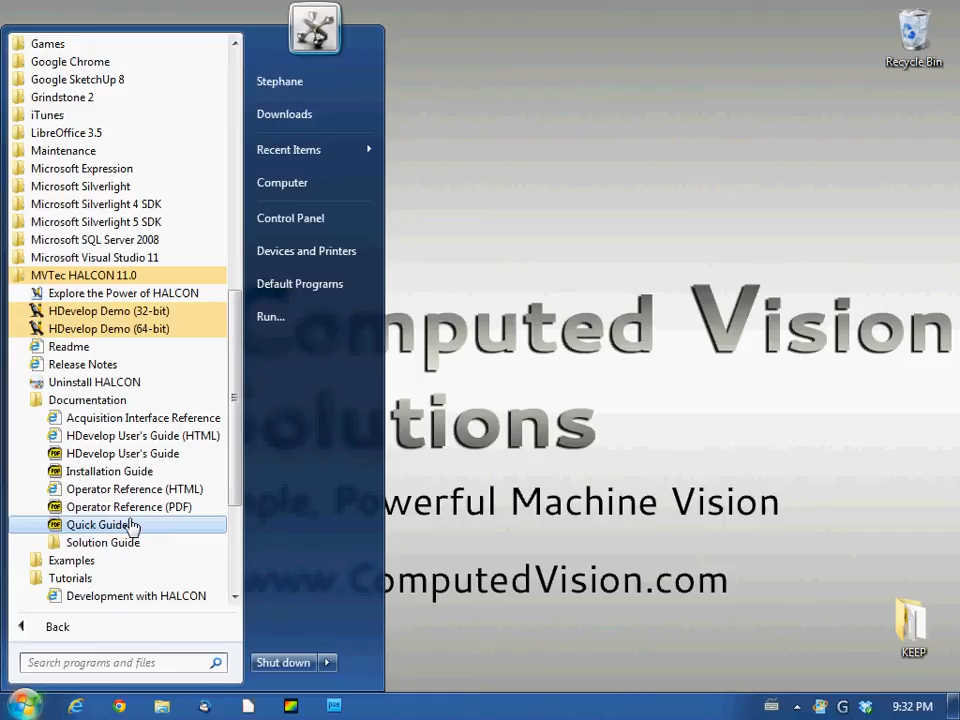 Games
Google Chrome
Google SketchUp 8
Grindstone 2
iTunes
LibreOffice 3.5
Maintenance
Microsoft Expression
Microsoft Silverlight
Microsoft Silverlight 4 SDK
Microsoft Silverlight 5 SDK
Microsoft SQL Server 2008
Microsoft Visual Studio 11
MVTec HALCON 11.0
Explore the Power of HALCON
HDevelop Demo (32-bit)
HDevelop Demo (64-bit)
Readme
Release Notes
Uninstall HALCON
Documentation
Acquisition Interface Reference
HDevelop User's Guide (HTML)
HDevelop User's Guide
Installation Guide
Operator Reference (HTML)
Operator Reference (PDF)
Quick Guide
Solution Guide
Examples
Tutorials
Development with HALCON
Back
Search programs and files
Stephane
Downloads
Recent Items
Computer
Control Panel
Devices and Printers
Default Programs
Run...
Shut down
Recycle Bin
Computed Vision
Solutions
Powerful Machine Vision
www.ComputedVision.com
KEEP
9:32 PM